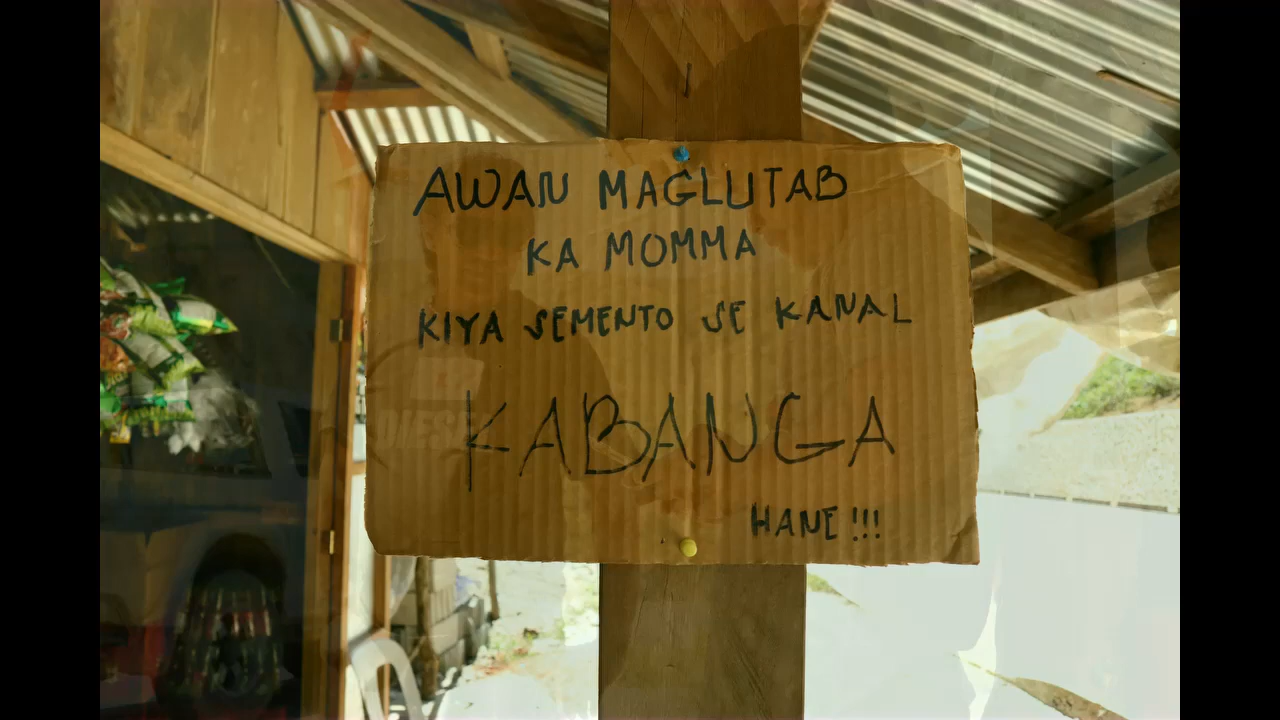 AWAN MAGLUTAB
KA MOMMA
KIYA SEMENTO SE KANAL
KABANGA
HANE!!!